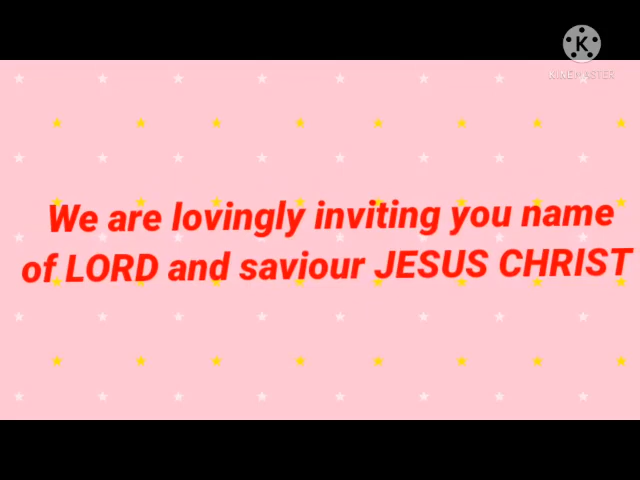 K
KINEMASTER
We are lovingly inviting you name
of LORD and saviour JESUS CHRIST